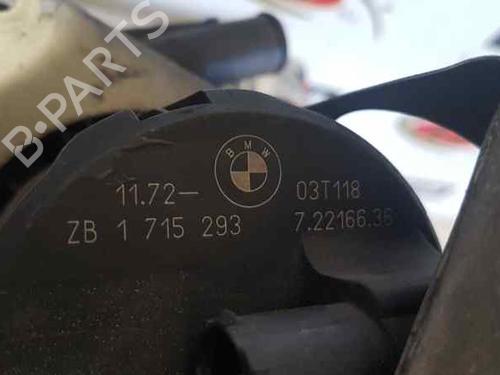 B-PARTS
BMW
11.72- 03T118
ZB 1 715 293 7.22166.36